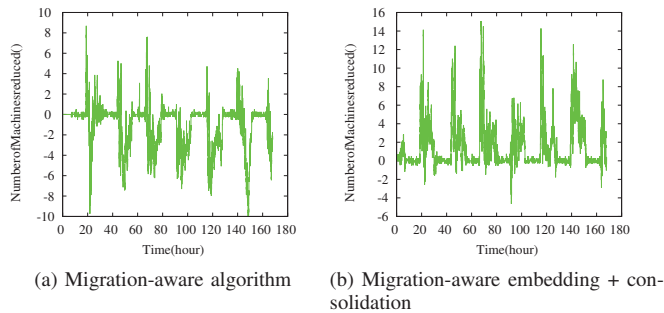 10
8
6
4
2
0
-2
-4
-6
-8
-10
0 20 40 60 80 100 120 140 160 180
NumberofMachinesreduced()
Time(hour)
(a) Migration-aware algorithm
16
14
12
10
8
6
4
2
0
-2
-4
-6
0 20 40 60 80 100 120 140 160 180
NumberofMachinesreduced()
Time(hour)
(b) Migration-aware embedding + con-
solidation